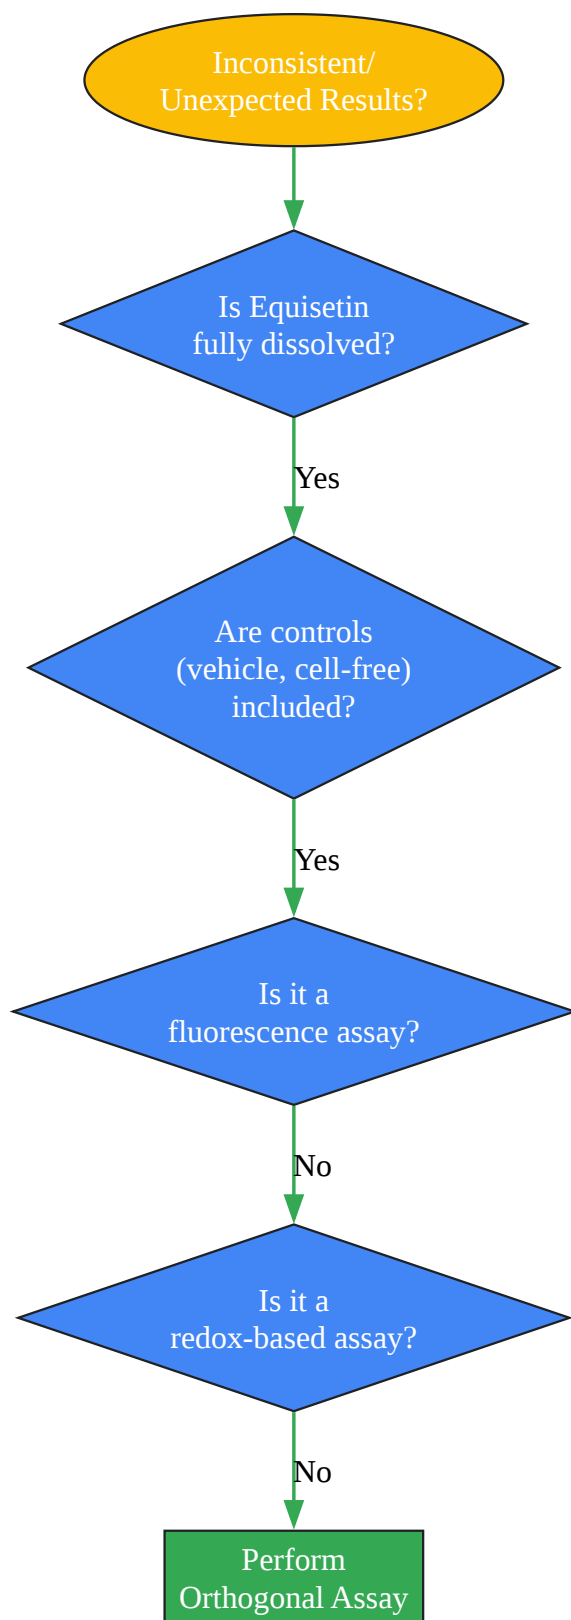 Inconsistent/
Unexpected Results?
Is Equisetin
fully dissolved?
Yes
Are controls
(vehicle, cell-free)
included?
Yes
Is it a
fluorescence assay?
No
Is it a
redox-based assay?
No
Perform
Orthogonal Assay